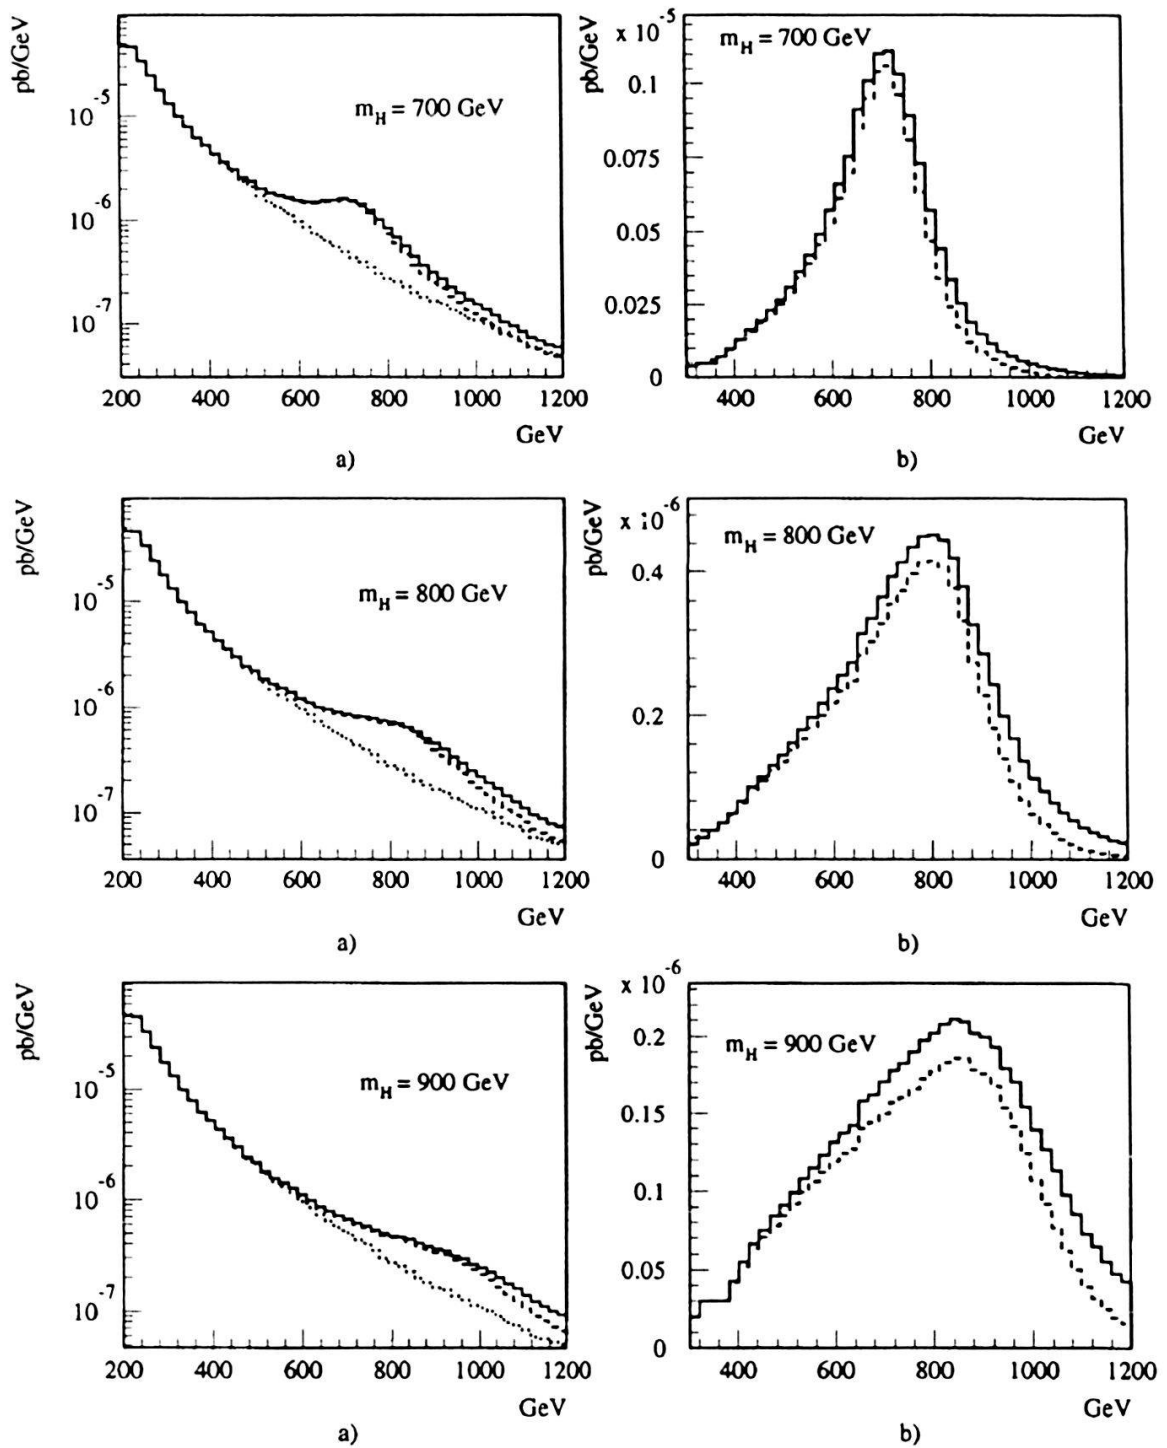 pb/GeV
m_H = 700 GeV
10^-5
10^-6
10^-7
200 400 600 800 1000 1200
GeV
a)
pb/GeV
x 10^-5
m_H = 700 GeV
0.1
0.075
0.05
0.025
0
400 600 800 1000 1200
GeV
b)
pb/GeV
m_H = 800 GeV
10^-5
10^-6
10^-7
200 400 600 800 1000 1200
GeV
a)
pb/GeV
x 10^-6
m_H = 800 GeV
0.4
0.2
0
400 600 800 1000 1200
GeV
b)
pb/GeV
m_H = 900 GeV
10^-5
10^-6
10^-7
200 400 600 800 1000 1200
GeV
a)
pb/GeV
x 10^-6
m_H = 900 GeV
0.2
0.15
0.1
0.05
0
400 600 800 1000 1200
GeV
b)